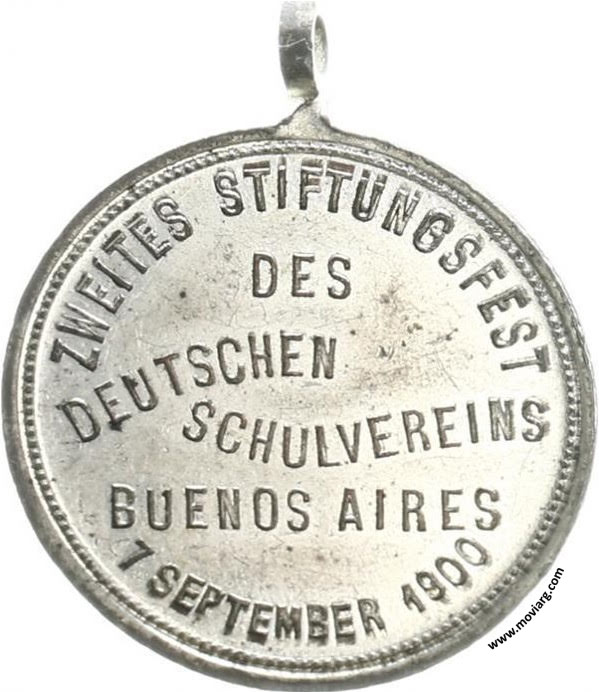 ZWEITES STIFTUNGSFEST
DES
DEUTSCHEN
SCHULVEREINS
BUENOS AIRES
7 SEPTEMBER 1900
www.moviarg.com